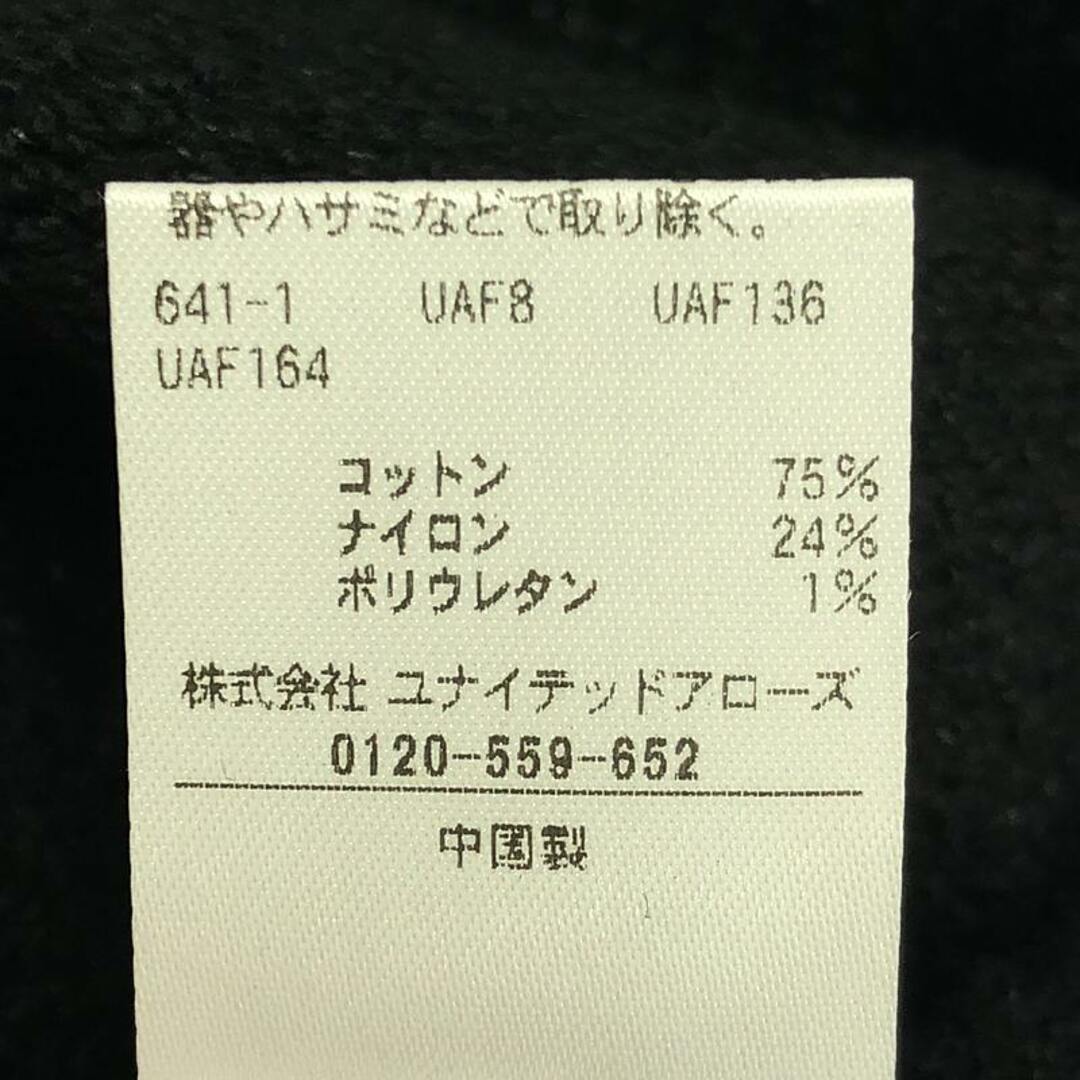 器やハサミなどで取り除く。
641-1 UAF8 UAF136
UAF164
コットン 75%
ナイロン 24%
ポリウレタン 1%
株式会社 ユナイテッドアローズ
0120-559-652
中国製